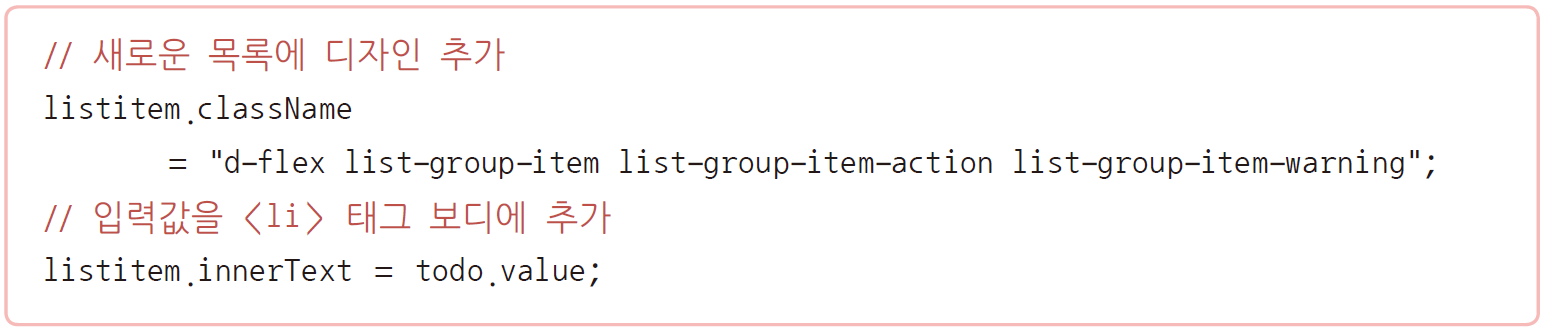 // 새로운 목록에 디자인 추가
listitem.className
= "d-flex list-group-item list-group-item-action list-group-item-warning";
// 입력값을 <li> 태그 보디에 추가
listitem.innerText = todo.value;